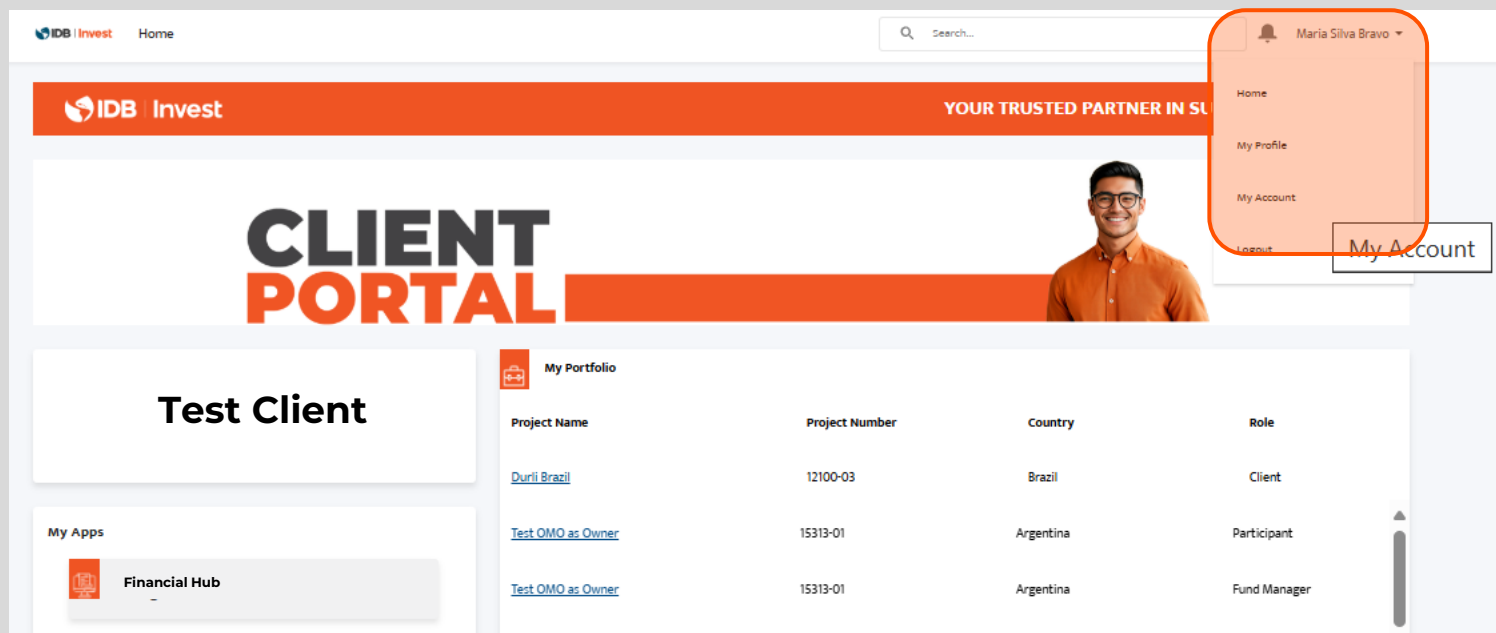 IDB Invest Home Search... Maria Silva Bravo
IDB Invest YOUR TRUSTED PARTNER IN SU
Home
My Profile
My Account
Logout
My Account
CLIENT
PORTAL
Test Client
My Portfolio
Project Name Project Number Country Role
Durli Brazil 12100-03 Brazil Client
Test OMO as Owner 15313-01 Argentina Participant
Test OMO as Owner 15313-01 Argentina Fund Manager
My Apps
Financial Hub